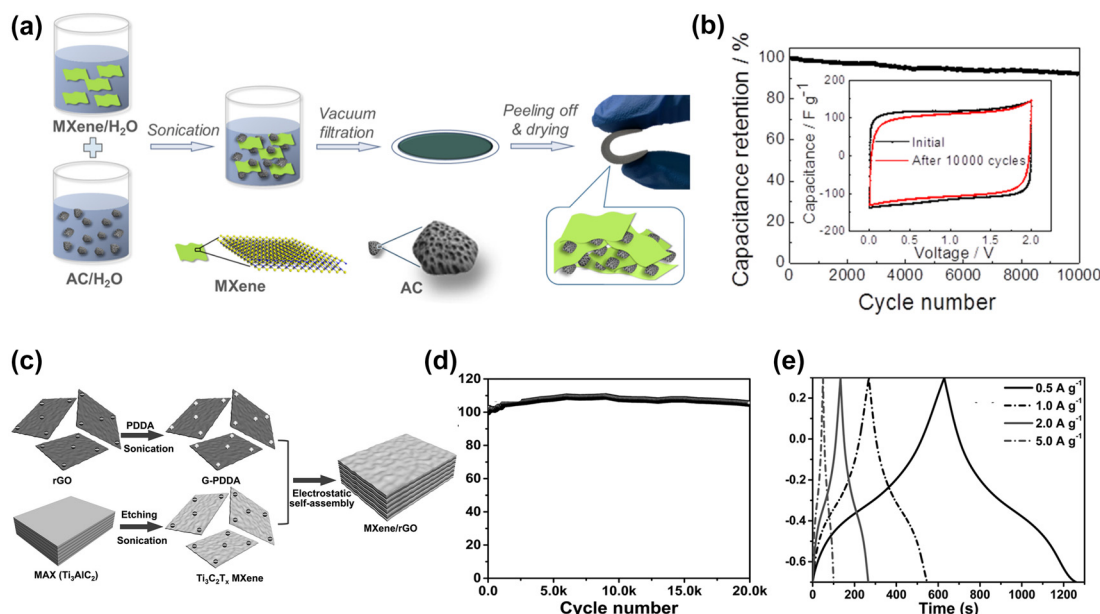 (a)
MXene/H2O
+
AC/H2O
Sonication
Vacuum
filtration
Peeling off
& drying
MXene
AC
(b)
Capacitance retention / %
100
80
60
40
20
0
0 2000 4000 6000 8000 10000
Cycle number
Capacitance / F g-1
150
100
0
-100
-200
Initial
After 10000 cycles
0.0 0.5 1.0 1.5 2.0
Voltage / V
(c)
rGO
PDDA
Sonication
G-PDDA
MAX (Ti3AlC2)
Etching
Sonication
Ti3C2Tx MXene
Electrostatic
self-assembly
MXene/rGO
(d)
120
100
80
60
40
20
0
0.0 5.0k 10.0k 15.0k 20.0k
Cycle number
(e)
0.5 A g-1
1.0 A g-1
2.0 A g-1
5.0 A g-1
0.2
0.0
-0.2
-0.4
-0.6
0 200 400 600 800 1000 1200
Time (s)